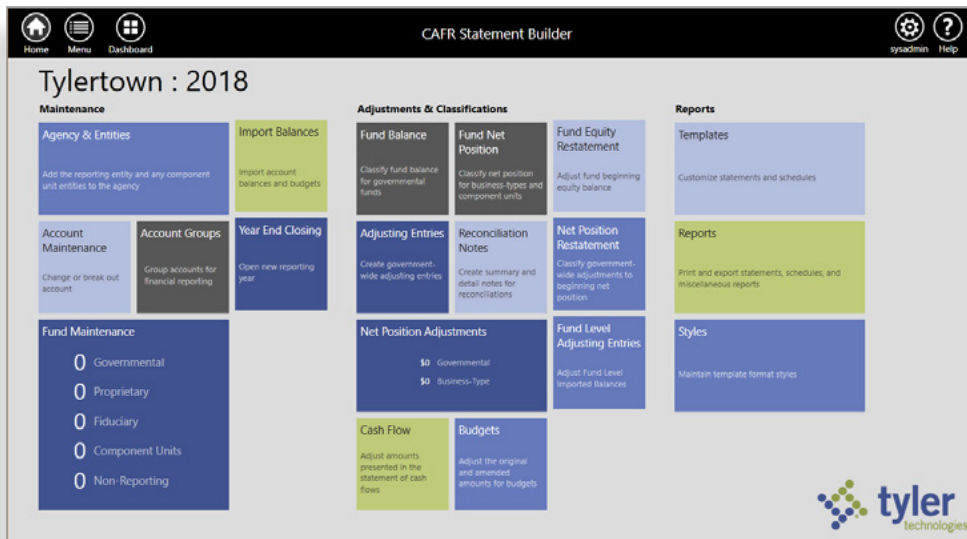 CAFR Statement Builder
Home
Menu
Dashboard
sysadmin
Help
Tylertown : 2018
Maintenance
Agency & Entities
Add the reporting entity and any component
unit entities to the agency
Import Balances
Import account
balances and budgets
Account
Maintenance
Change or break out
account
Account Groups
Group accounts for
financial reporting
Year End Closing
Open new reporting
year
Fund Maintenance
0 Governmental
0 Proprietary
0 Fiduciary
0 Component Units
0 Non-Reporting
Adjustments & Classifications
Fund Balance
Classify fund balance
for governmental
funds
Fund Net
Position
Classify net position
for business-types and
component units
Fund Equity
Restatement
Adjust fund beginning
equity balance
Adjusting Entries
Create government-
wide adjusting entries
Reconciliation
Notes
Create summary and
detail notes for
reconciliations
Net Position
Restatement
Classify government-
wide adjustments to
beginning net
position
Net Position Adjustments
$0 Governmental
$0 Business-Type
Fund Level
Adjusting Entries
Adjust Fund Level
Imported Balances
Cash Flow
Adjust amounts
presented in the
statement of cash
flows
Budgets
Adjust the original
and amended
amounts for budgets
Reports
Templates
Customize statements and schedules
Reports
Print and export statements, schedules, and
miscellaneous reports
Styles
Maintain template format styles
tyler
technologies